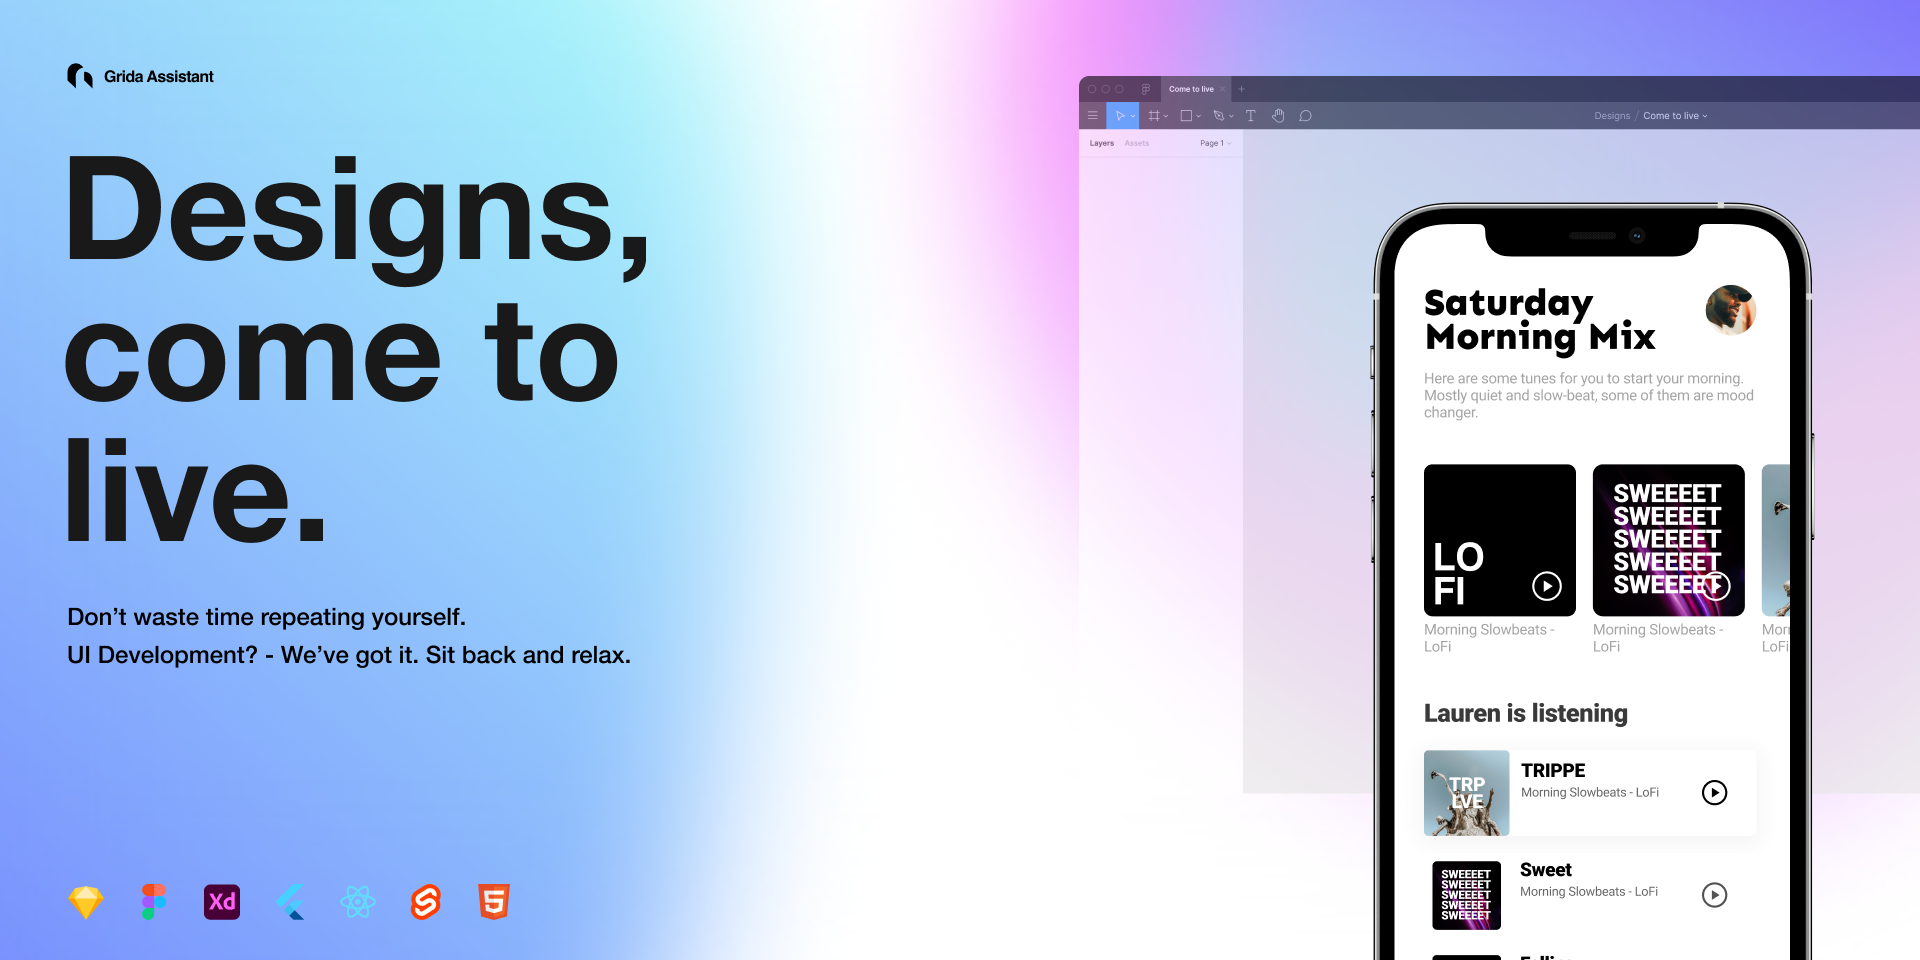 Grida Assistant
Designs,
come to
live.
Don’t waste time repeating yourself.
UI Development? - We’ve got it. Sit back and relax.
Xd
5
Come to live
Designs / Come to live
Layers
Assets
Page 1
Saturday
Morning Mix
Here are some tunes for you to start your morning.
Mostly quiet and slow-beat, some of them are mood
changer.
LO
FI
SWEEEET
SWEEEET
SWEEEET
SWEEEET
SWEEEET
Morning Slowbeats -
LoFi
Morning Slowbeats -
LoFi
LoFi
Lauren is listening
TRP
LVE
TRIPPE
Morning Slowbeats - LoFi
SWEEEET
SWEEEET
SWEEEET
SWEEEET
SWEEEET
Sweet
Morning Slowbeats - LoFi